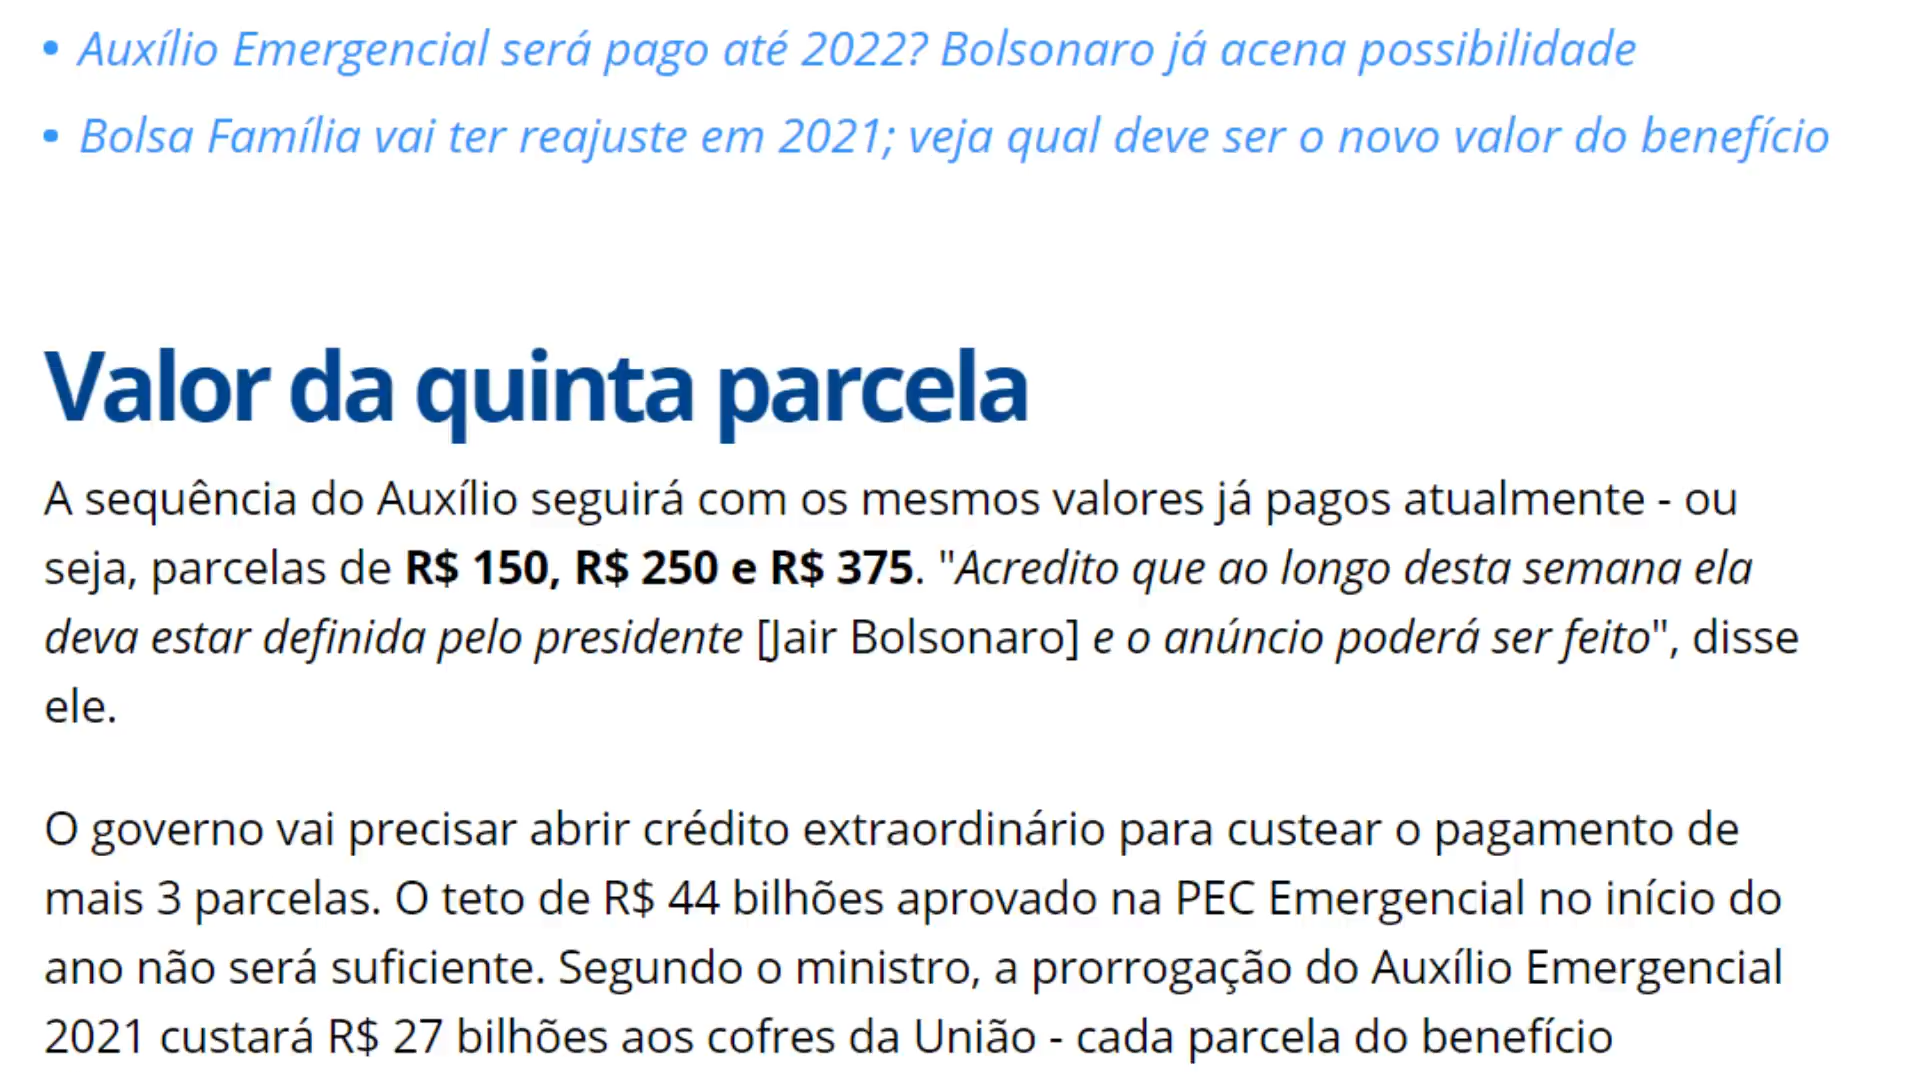 • Auxílio Emergencial será pago até 2022? Bolsonaro já acena possibilidade
• Bolsa Família vai ter reajuste em 2021; veja qual deve ser o novo valor do benefício
Valor da quinta parcela
A sequência do Auxílio seguirá com os mesmos valores já pagos atualmente - ou
seja, parcelas de R$ 150, R$ 250 e R$ 375. "Acredito que ao longo desta semana ela
deva estar definida pelo presidente [Jair Bolsonaro] e o anúncio poderá ser feito", disse
ele.
O governo vai precisar abrir crédito extraordinário para custear o pagamento de
mais 3 parcelas. O teto de R$ 44 bilhões aprovado na PEC Emergencial no início do
ano não será suficiente. Segundo o ministro, a prorrogação do Auxílio Emergencial
2021 custará R$ 27 bilhões aos cofres da União - cada parcela do benefício